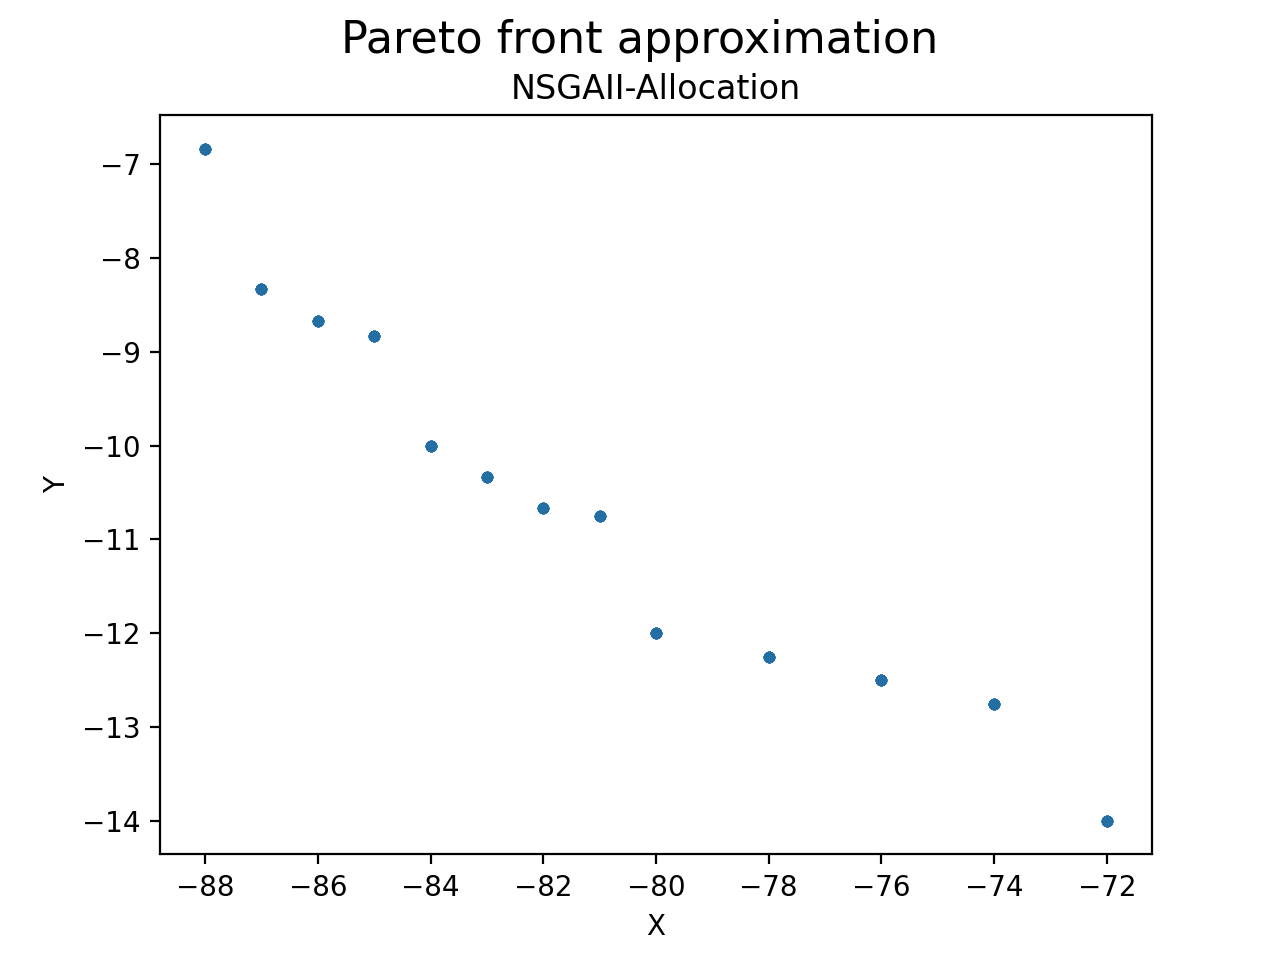 Pareto front approximation
NSGAII-Allocation
−7
−8
−9
−10
−11
−12
−13
−14
Y
−88 −86 −84 −82 −80 −78 −76 −74 −72
X